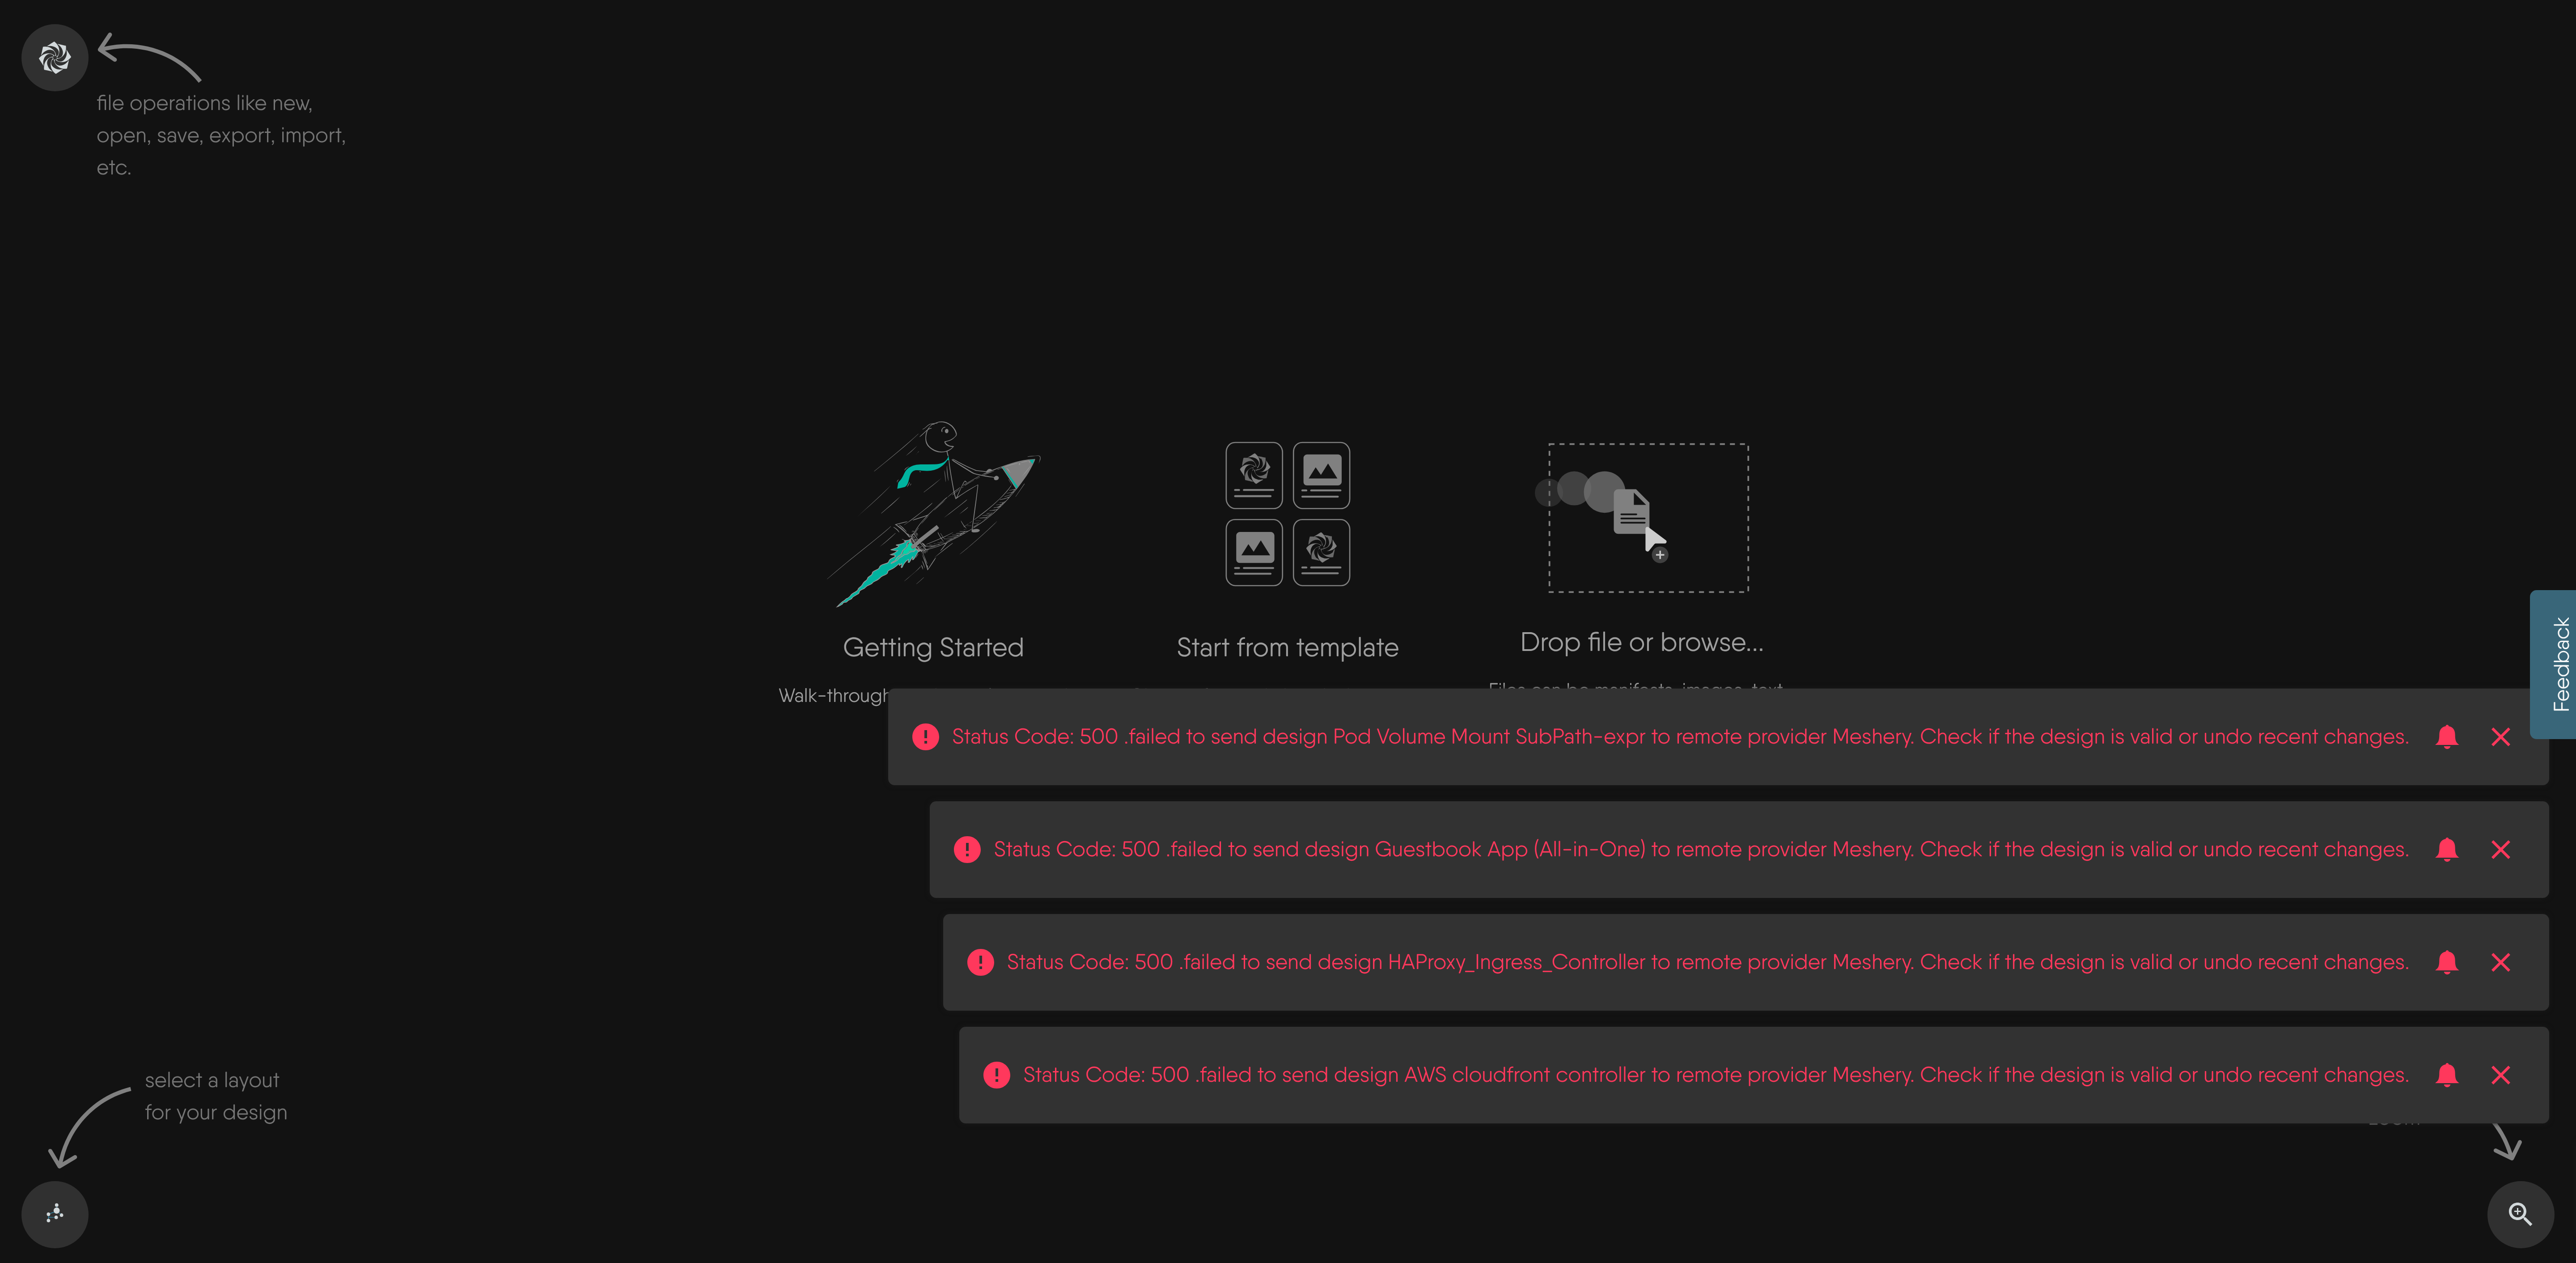 file operations like new,
open, save, export, import,
etc.
Getting Started
Start from template
Drop file or browse...
Walk-through
Files can be manifests, images, text
Feedback
Status Code: 500 .failed to send design Pod Volume Mount SubPath-expr to remote provider Meshery. Check if the design is valid or undo recent changes.
Status Code: 500 .failed to send design Guestbook App (All-in-One) to remote provider Meshery. Check if the design is valid or undo recent changes.
Status Code: 500 .failed to send design HAProxy_Ingress_Controller to remote provider Meshery. Check if the design is valid or undo recent changes.
Status Code: 500 .failed to send design AWS cloudfront controller to remote provider Meshery. Check if the design is valid or undo recent changes.
select a layout
for your design